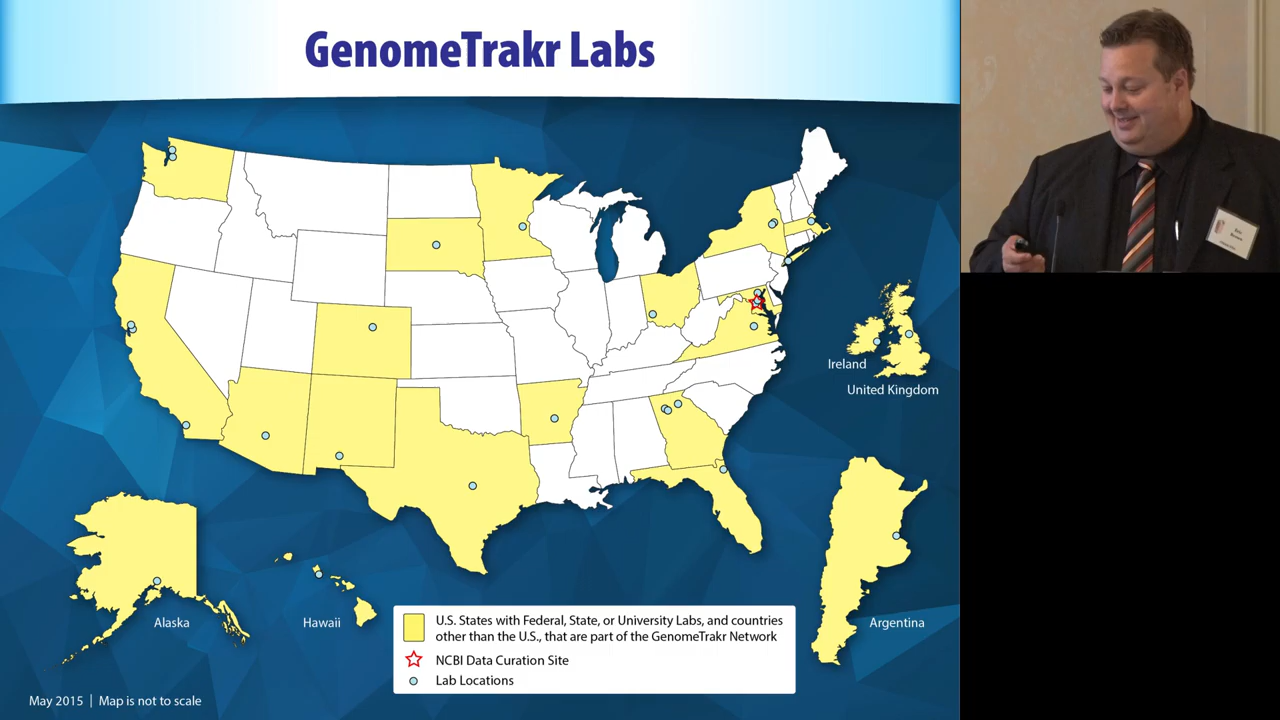 GenomeTrakr Labs
Ireland
United Kingdom
Alaska
Hawaii
Argentina
U.S. States with Federal, State, or University Labs, and countries
other than the U.S., that are part of the GenomeTrakr Network
NCBI Data Curation Site
Lab Locations
May 2015 | Map is not to scale